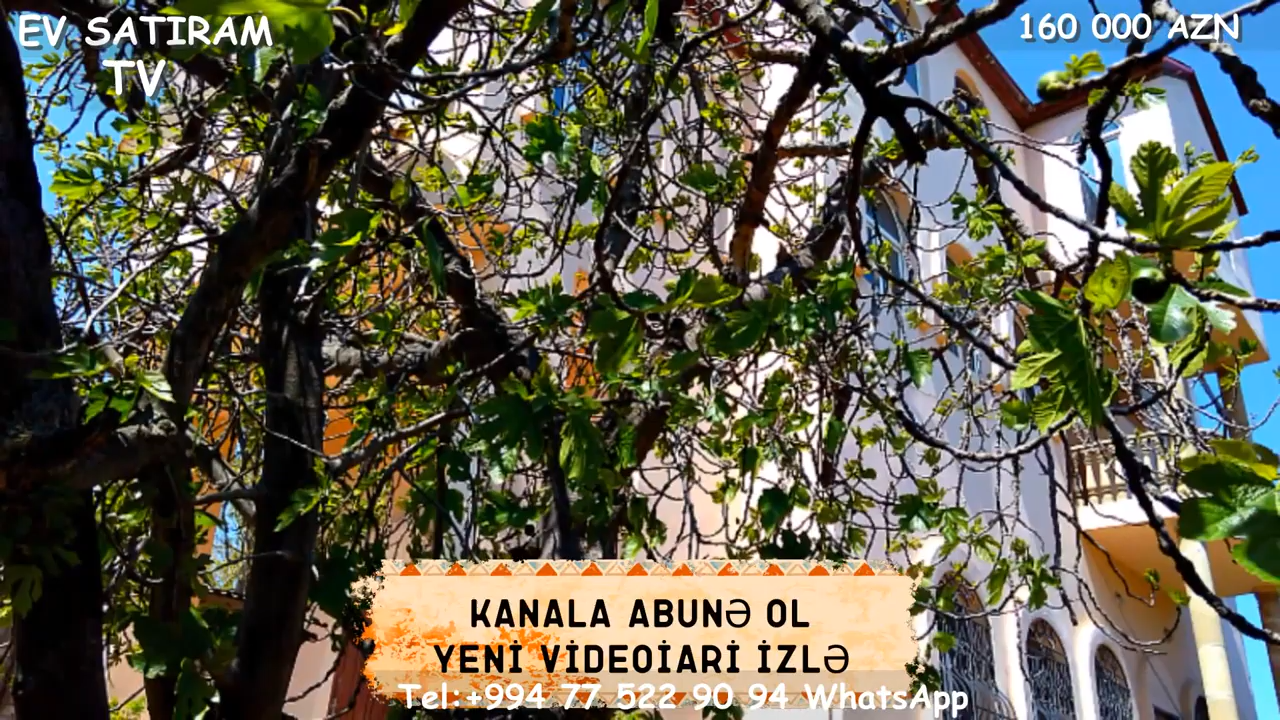 EV SATIRAM
TV
160 000 AZN
KANALA ABUNƏ OL
YENİ VİDEOİARİ İZLƏ
Tel:+994 77 522 90 94 WhatsApp